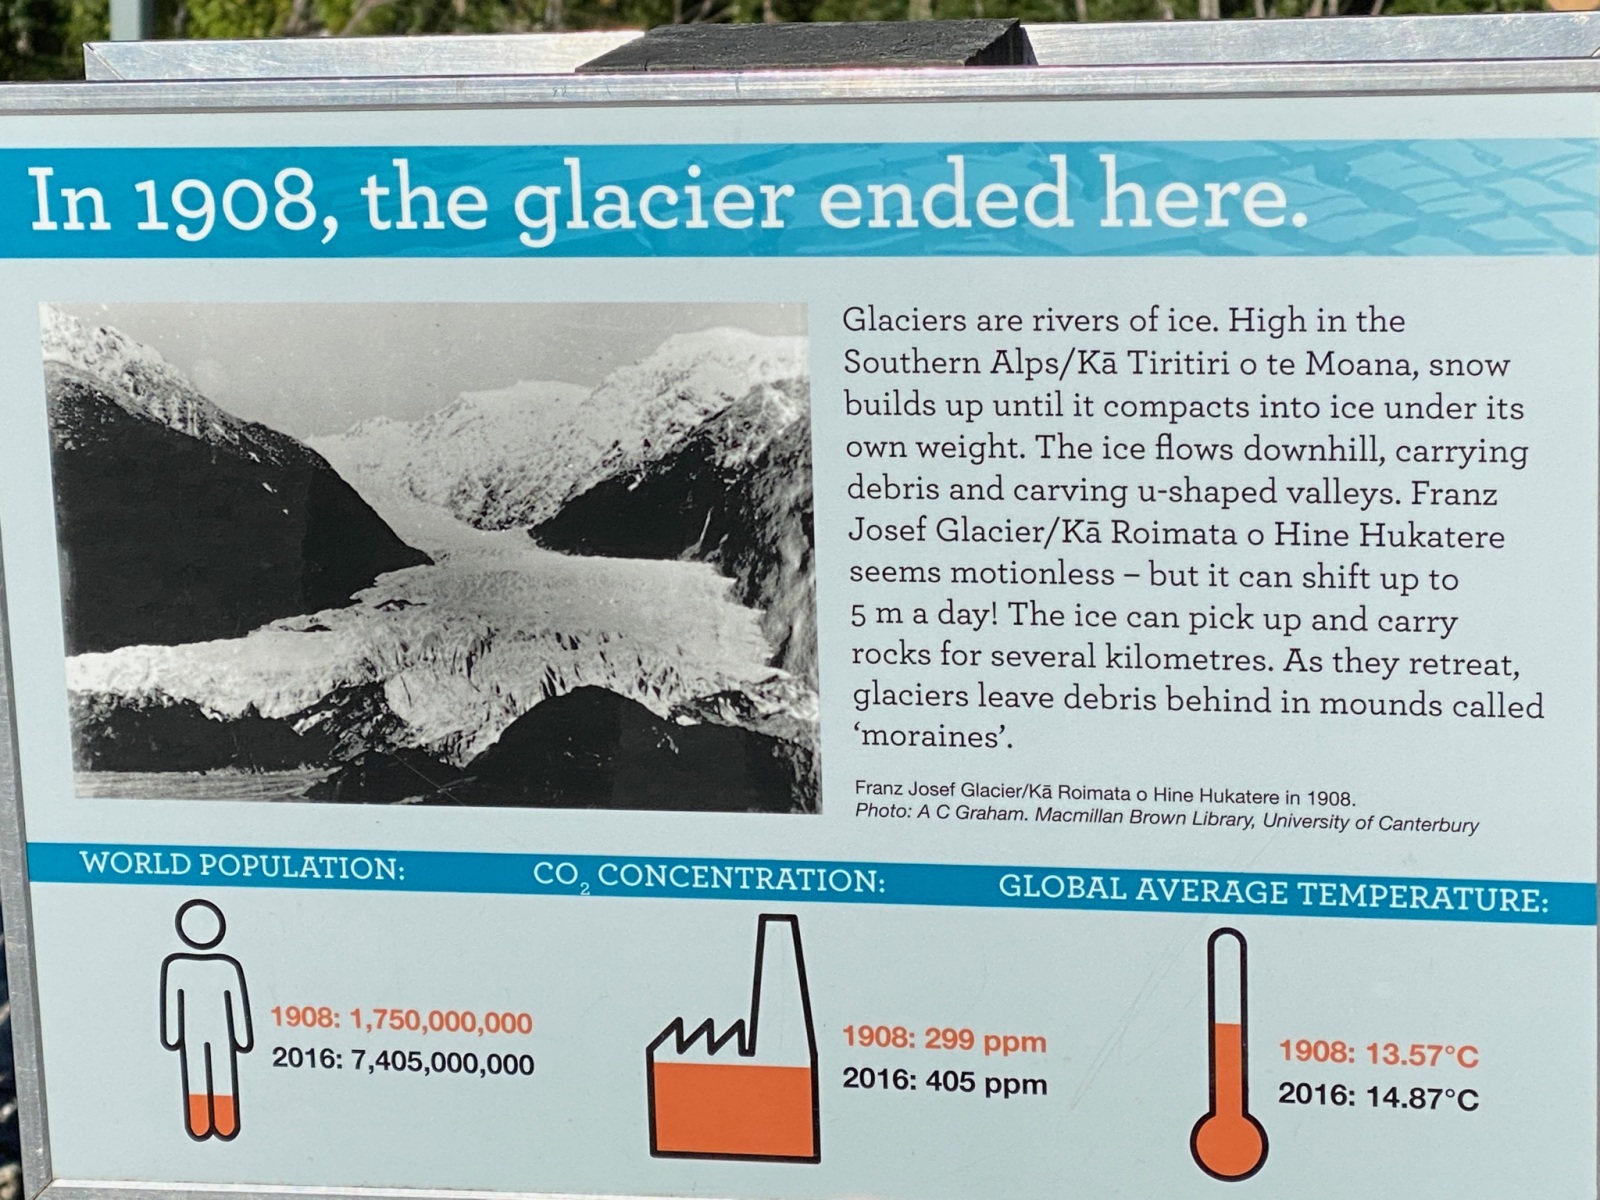 In 1908, the glacier ended here.
Glaciers are rivers of ice. High in the
Southern Alps/Kā Tiritiri o te Moana, snow
builds up until it compacts into ice under its
own weight. The ice flows downhill, carrying
debris and carving u-shaped valleys. Franz
Josef Glacier/Kā Roimata o Hine Hukatere
seems motionless – but it can shift up to
5 m a day! The ice can pick up and carry
rocks for several kilometres. As they retreat,
glaciers leave debris behind in mounds called
‘moraines’.
Franz Josef Glacier/Kā Roimata o Hine Hukatere in 1908.
Photo: A C Graham. Macmillan Brown Library, University of Canterbury
WORLD POPULATION:
1908: 1,750,000,000
2016: 7,405,000,000
CO₂ CONCENTRATION:
1908: 299 ppm
2016: 405 ppm
GLOBAL AVERAGE TEMPERATURE:
1908: 13.57°C
2016: 14.87°C